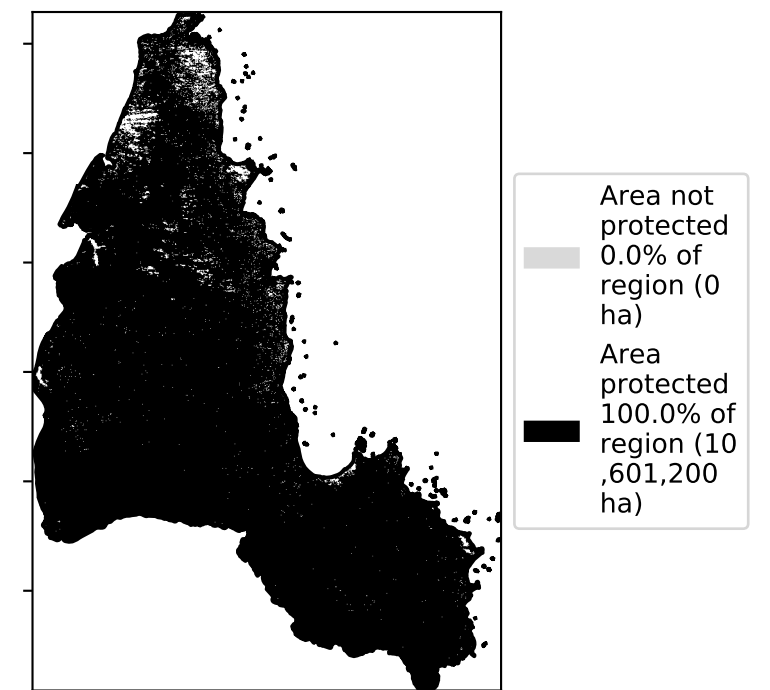 Area not
protected
0.0% of
region (0
ha)
Area
protected
100.0% of
region (10
,601,200
ha)